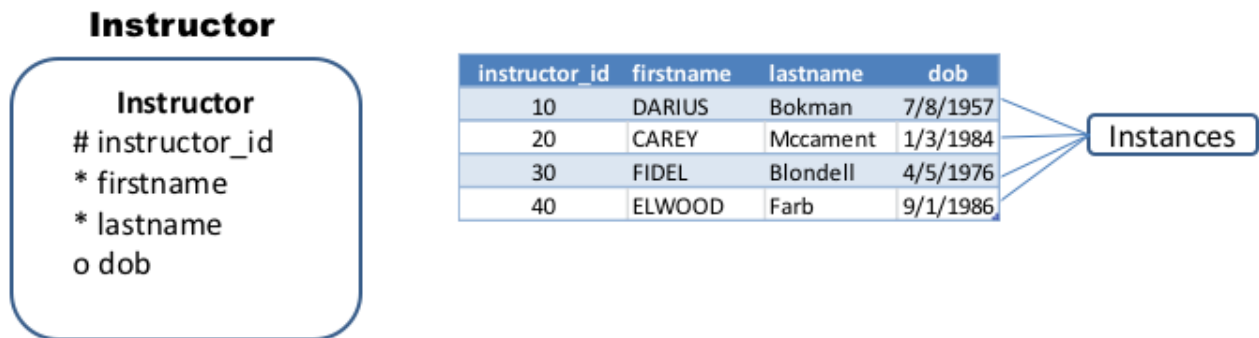 Instructor
Instructor
# instructor_id
* firstname
* lastname
o dob
instructor_id firstname lastname dob
10 DARIUS Bokman 7/8/1957
20 CAREY Mccament 1/3/1984
30 FIDEL Blondell 4/5/1976
40 ELWOOD Farb 9/1/1986
Instances